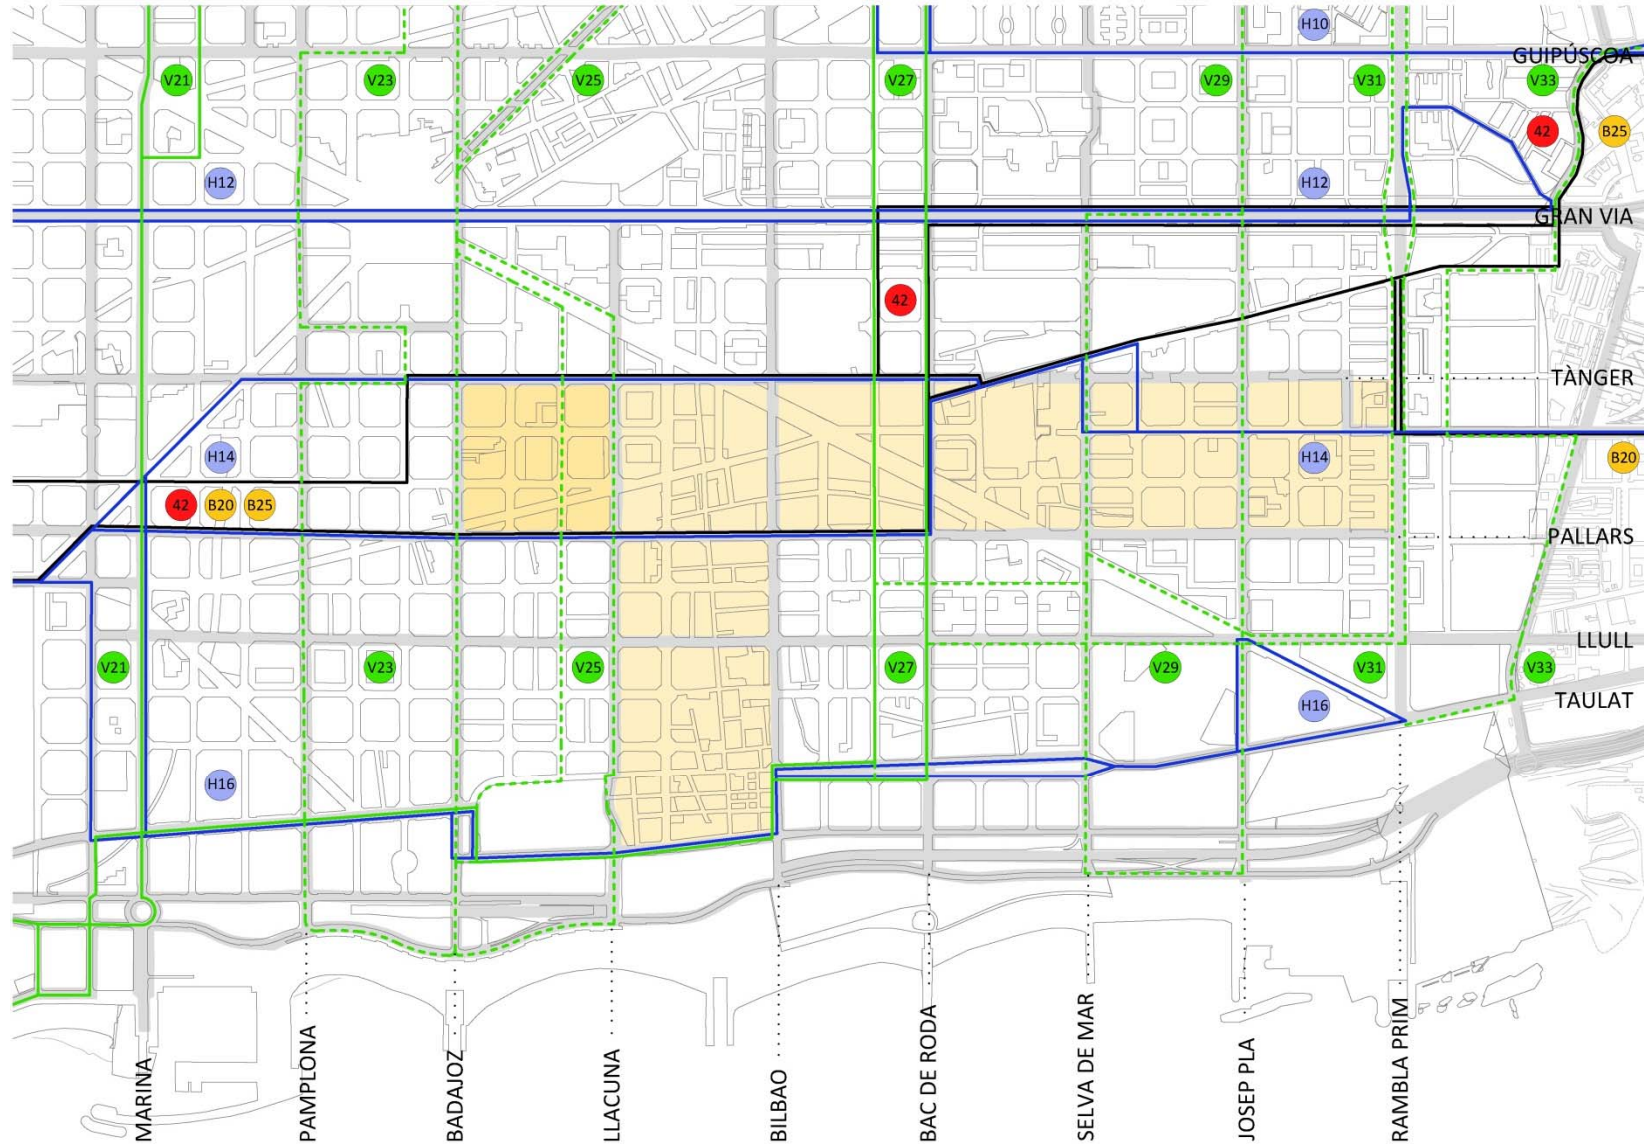 H10
GUIPÚSCOA
V21
V23
V25
V27
V29
V31
V33
42
B25
H12
H12
GRAN VIA
42
TÀNGER
H14
H14
B20
42
B20
B25
PALLARS
LLULL
V21
V23
V25
V27
V29
V31
V33
TAULAT
H16
H16
MARINA
PAMPLONA
BADAJOZ
LLACUNA
BILBAO
BAC DE RODA
SELVA DE MAR
JOSEP PLA
RAMBLA PRIM